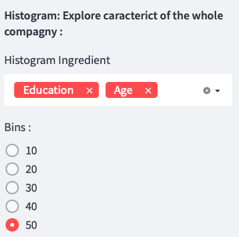 Histogram: Explore caracterict of the whole
compagny :
Histogram Ingredient
Education × Age ×
Bins :
10
20
30
40
50